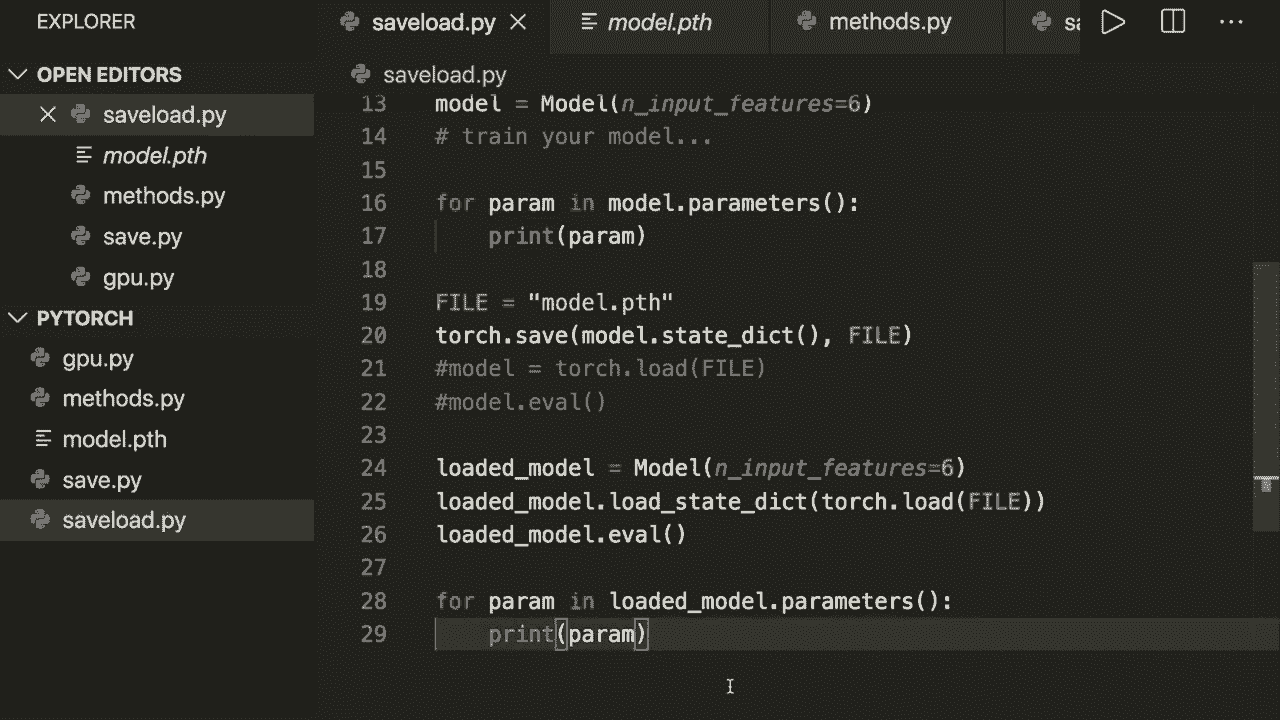 EXPLORER
OPEN EDITORS
saveload.py
model.pth
methods.py
save.py
gpu.py
PYTORCH
gpu.py
methods.py
model.pth
save.py
saveload.py
saveload.py
model.pth
methods.py
sa
saveload.py
13 model = Model(n_input_features=6)
14 # train your model...
15
16 for param in model.parameters():
17     print(param)
18
19 FILE = "model.pth"
20 torch.save(model.state_dict(), FILE)
21 #model = torch.load(FILE)
22 #model.eval()
23
24 loaded_model = Model(n_input_features=6)
25 loaded_model.load_state_dict(torch.load(FILE))
26 loaded_model.eval()
27
28 for param in loaded_model.parameters():
29     print(param)